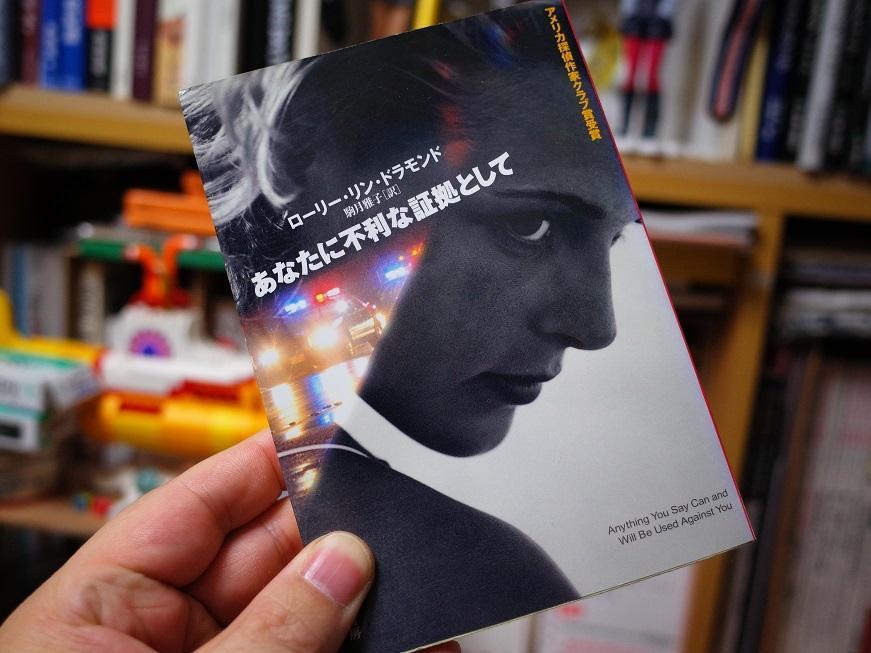 アメリカ探偵作家クラブ賞受賞
ローリー・リン・ドラモンド
駒月雅子[訳]
あなたに不利な証拠として
Anything You Say Can and
Will Be Used Against You
房